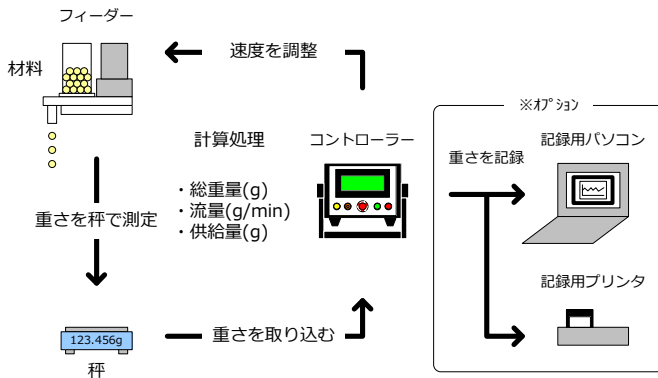 フィーダー
材料
速度を調整
計算処理
・総重量(g)
・流量(g/min)
・供給量(g)
コントローラー
重さを秤で測定
123.456g
秤
重さを取り込む
※ｵﾌﾟｼｮﾝ
重さを記録
記録用パソコン
記録用プリンタ